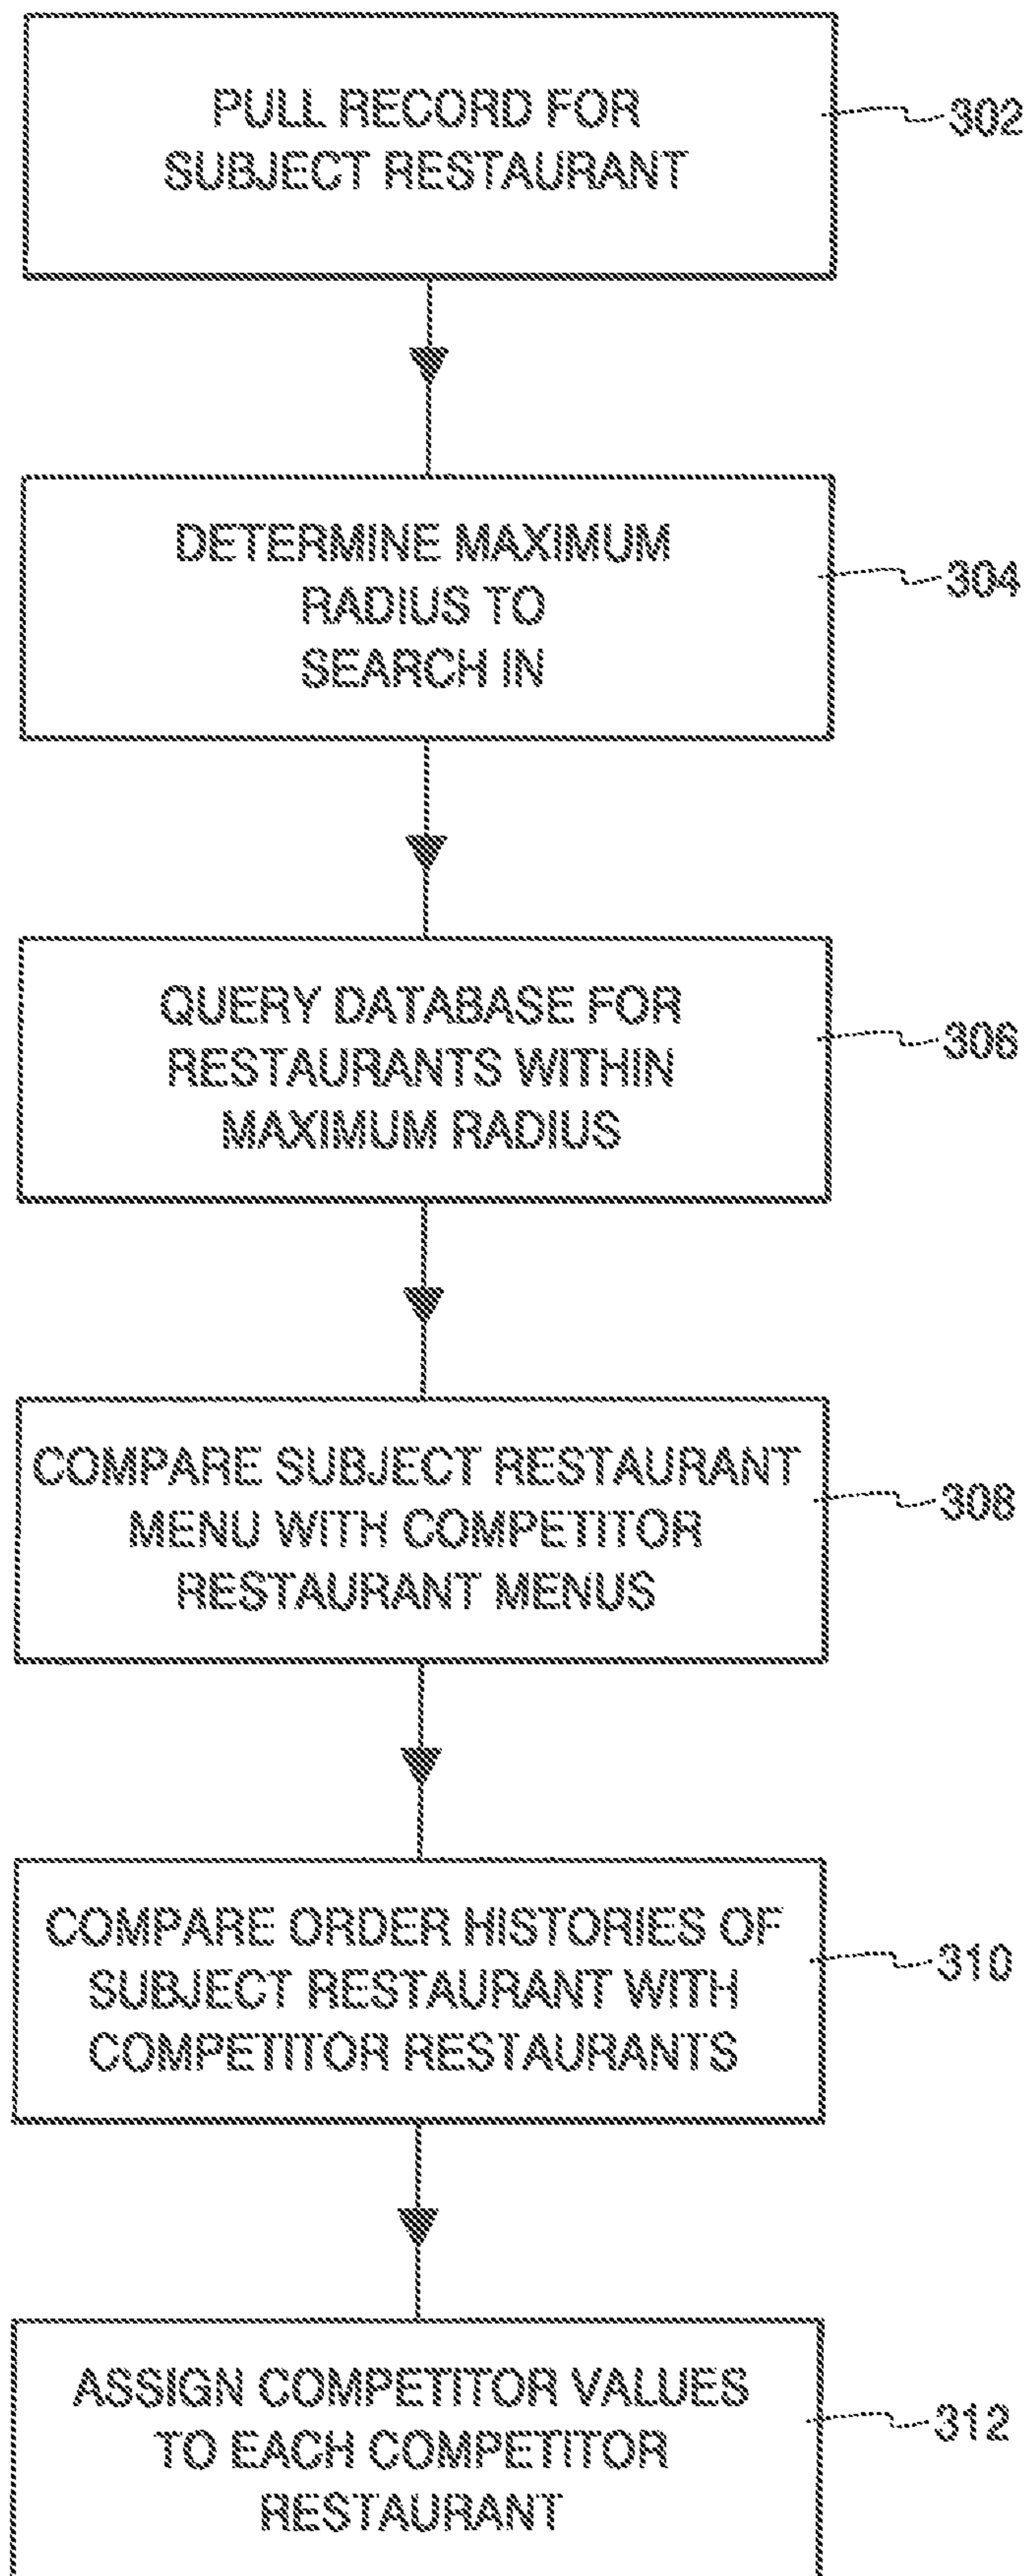 PULL RECORD FOR
SUBJECT RESTAURANT
302
DETERMINE MAXIMUM
RADIUS TO
SEARCH IN
304
QUERY DATABASE FOR
RESTAURANTS WITHIN
MAXIMUM RADIUS
306
COMPARE SUBJECT RESTAURANT
MENU WITH COMPETITOR
RESTAURANT MENUS
308
COMPARE ORDER HISTORIES OF
SUBJECT RESTAURANT WITH
COMPETITOR RESTAURANTS
310
ASSIGN COMPETITOR VALUES
TO EACH COMPETITOR
RESTAURANT
312